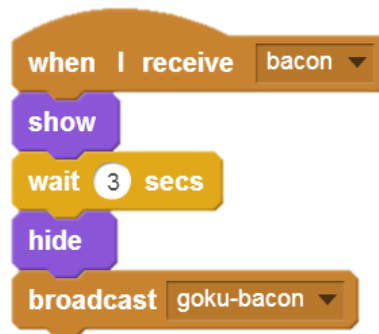 when I receive bacon
show
wait 3 secs
hide
broadcast goku-bacon